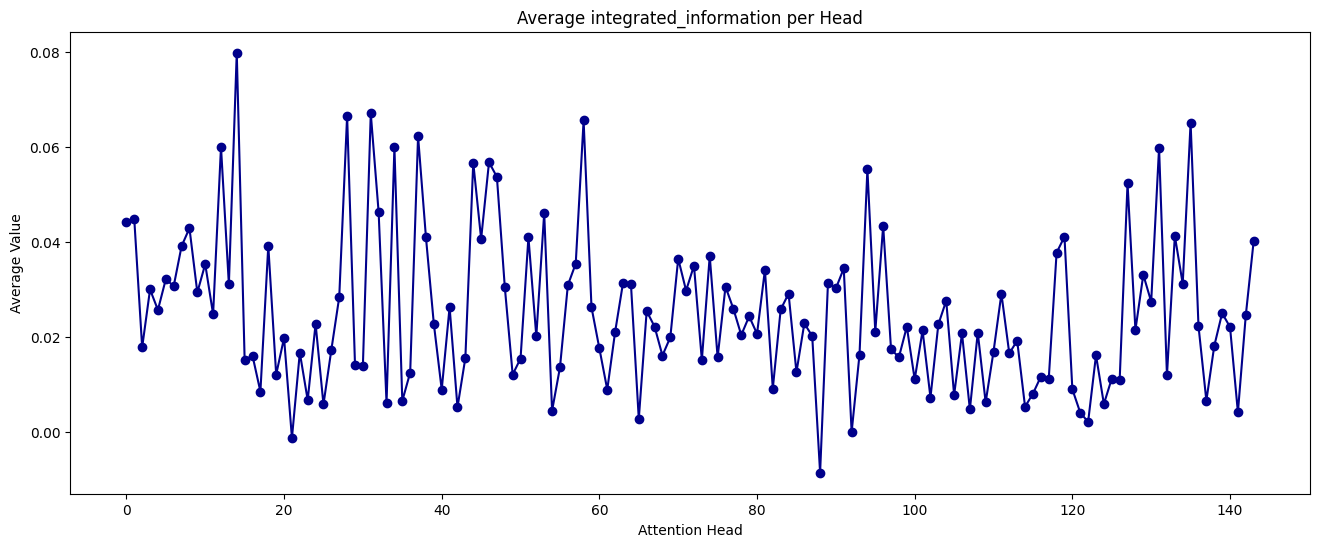 Average integrated_information per Head
0.08
0.06
0.04
0.02
0.00
Average Value
0 20 40 60 80 100 120 140
Attention Head